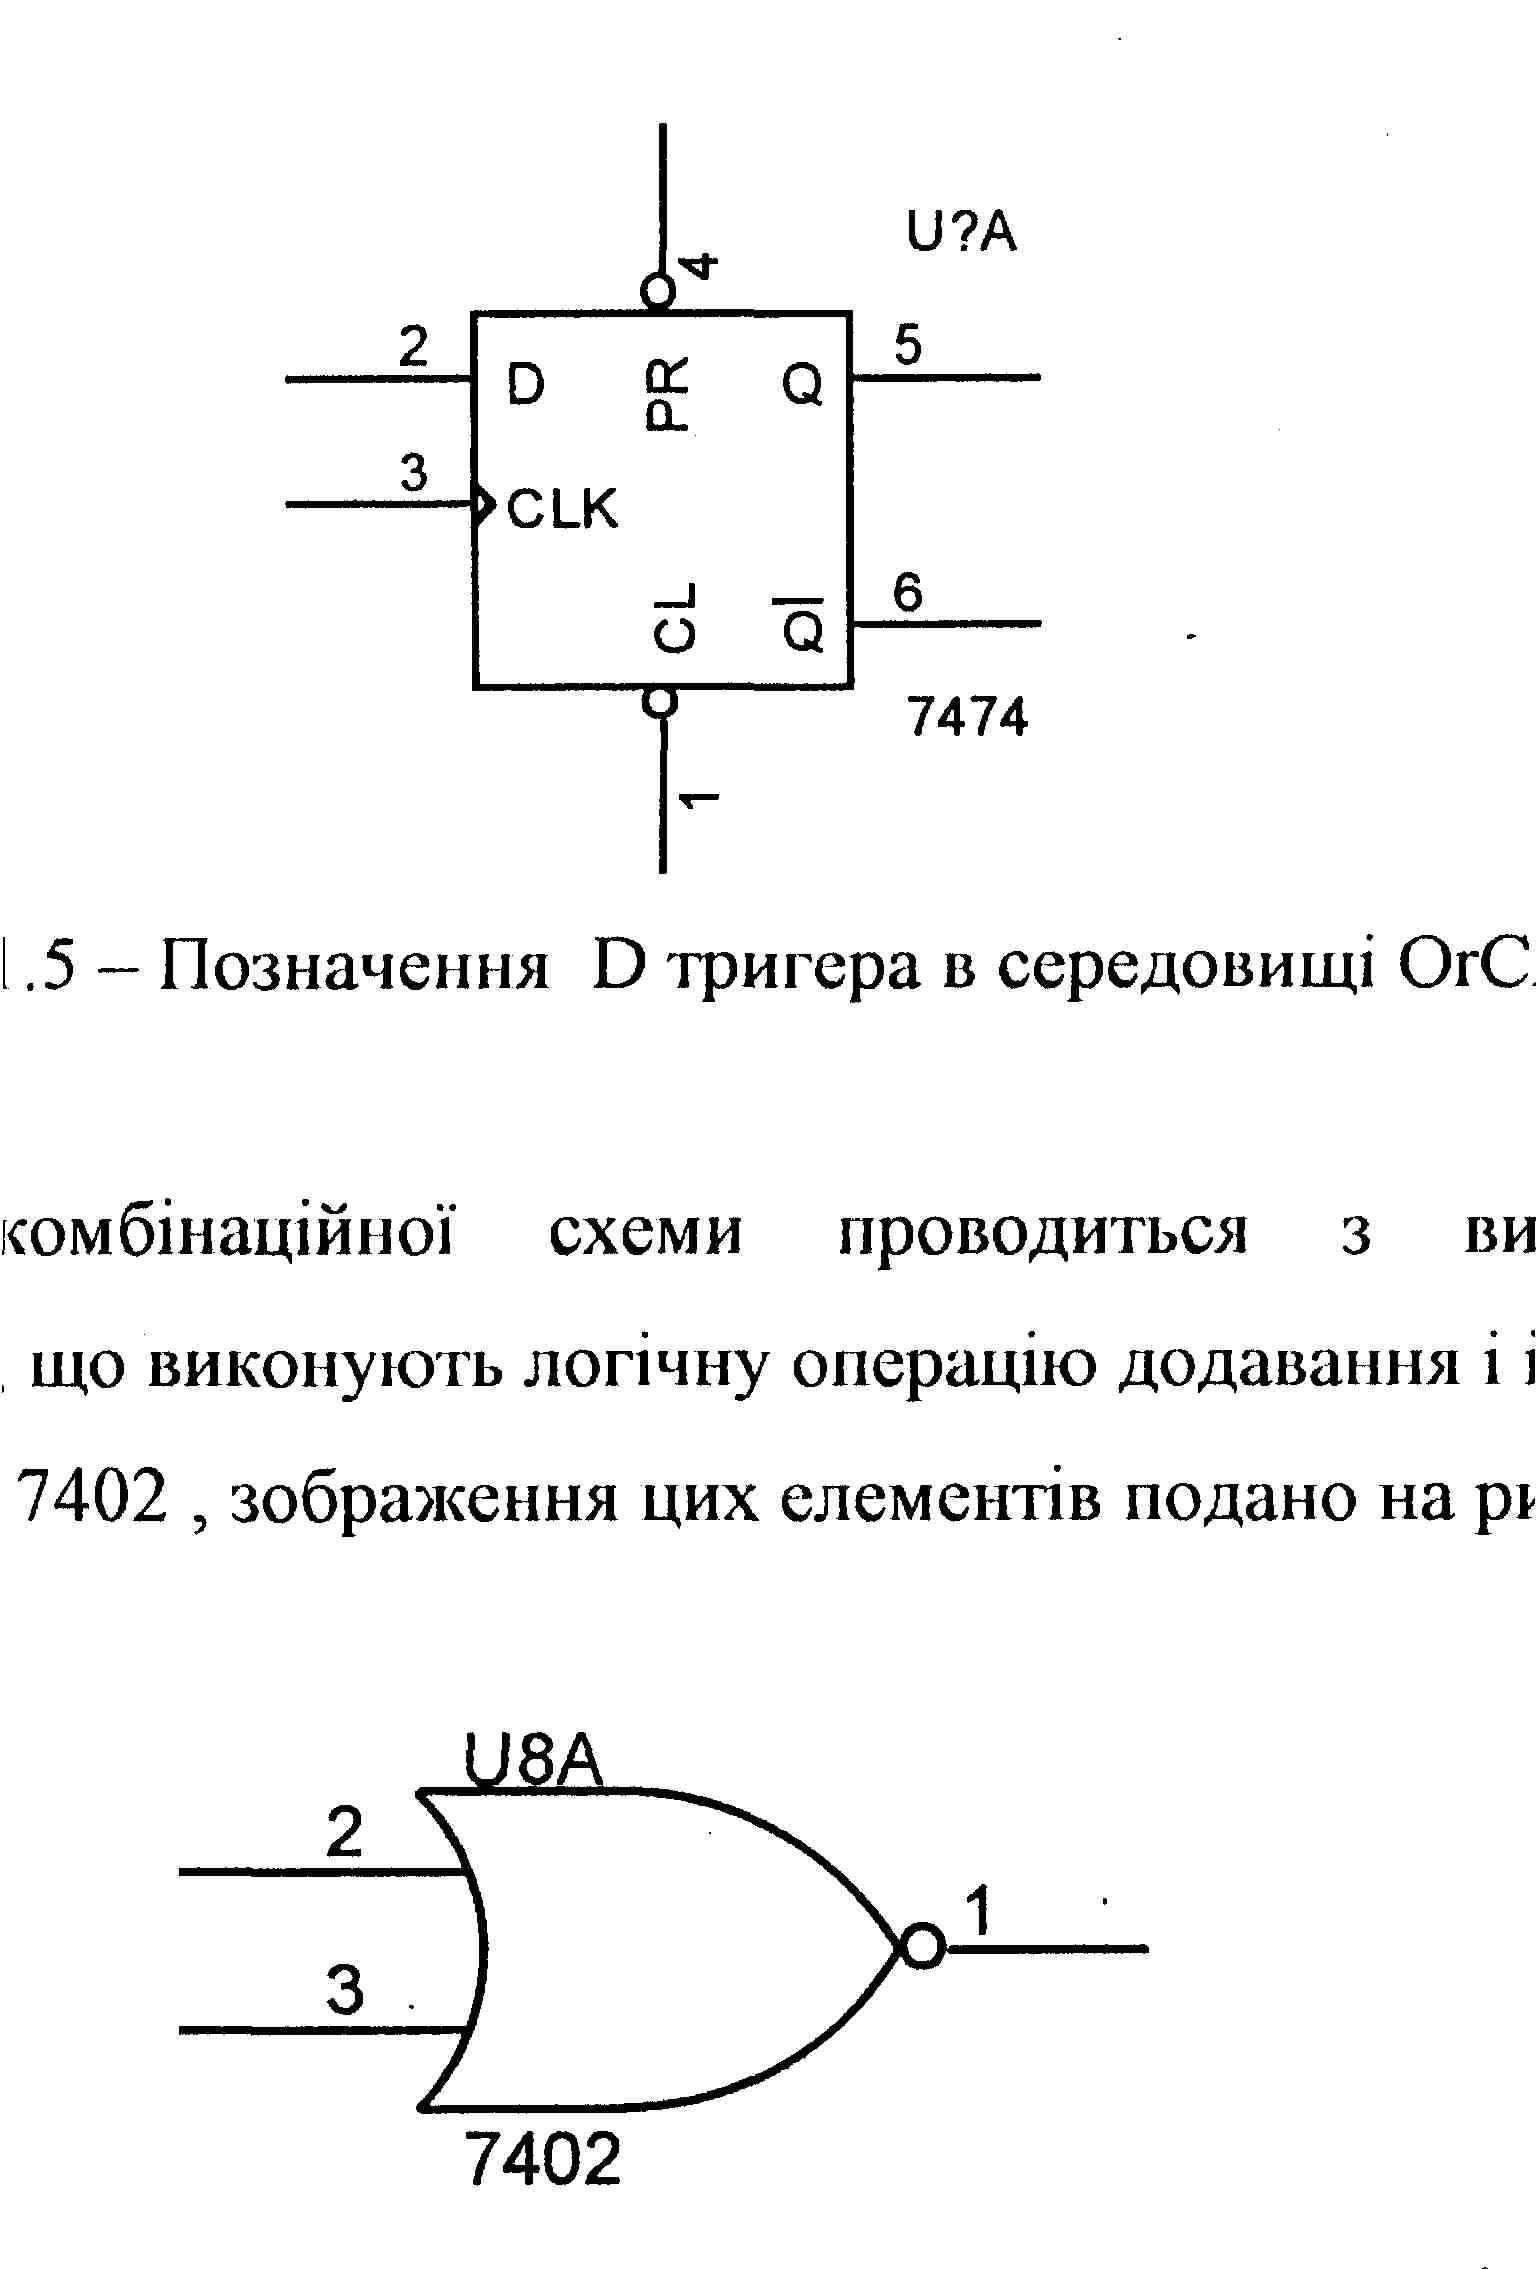 U?A
4
2
5
D
PR
Q
3
CLK
CL
Q
6
7474
1
.5 – Позначення D тригера в середовищі OrC
комбінаційної схеми проводиться з ви
що виконують логічну операцію додавання і
7402 , зображення цих елементів подано на ри
U8A
2
1
3
7402